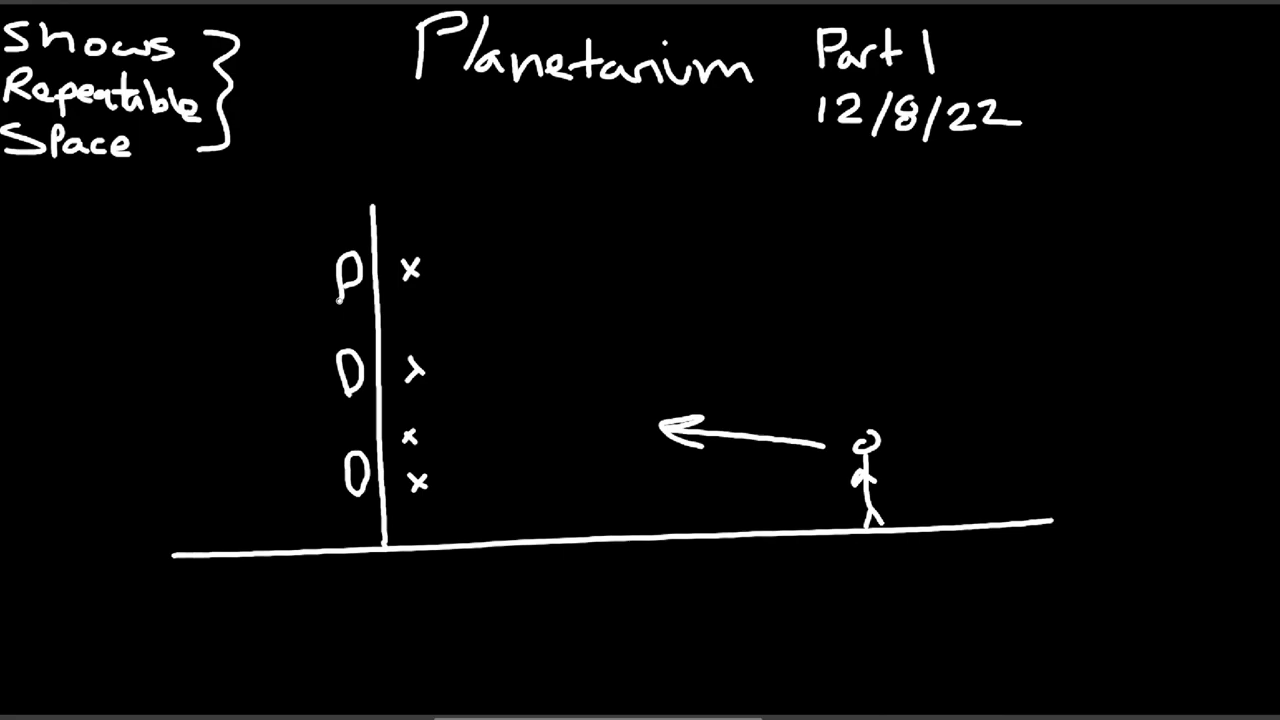 Shows
Repeatable
Space
Planetarium
Part 1
12/8/22
P x
D x
x
D x